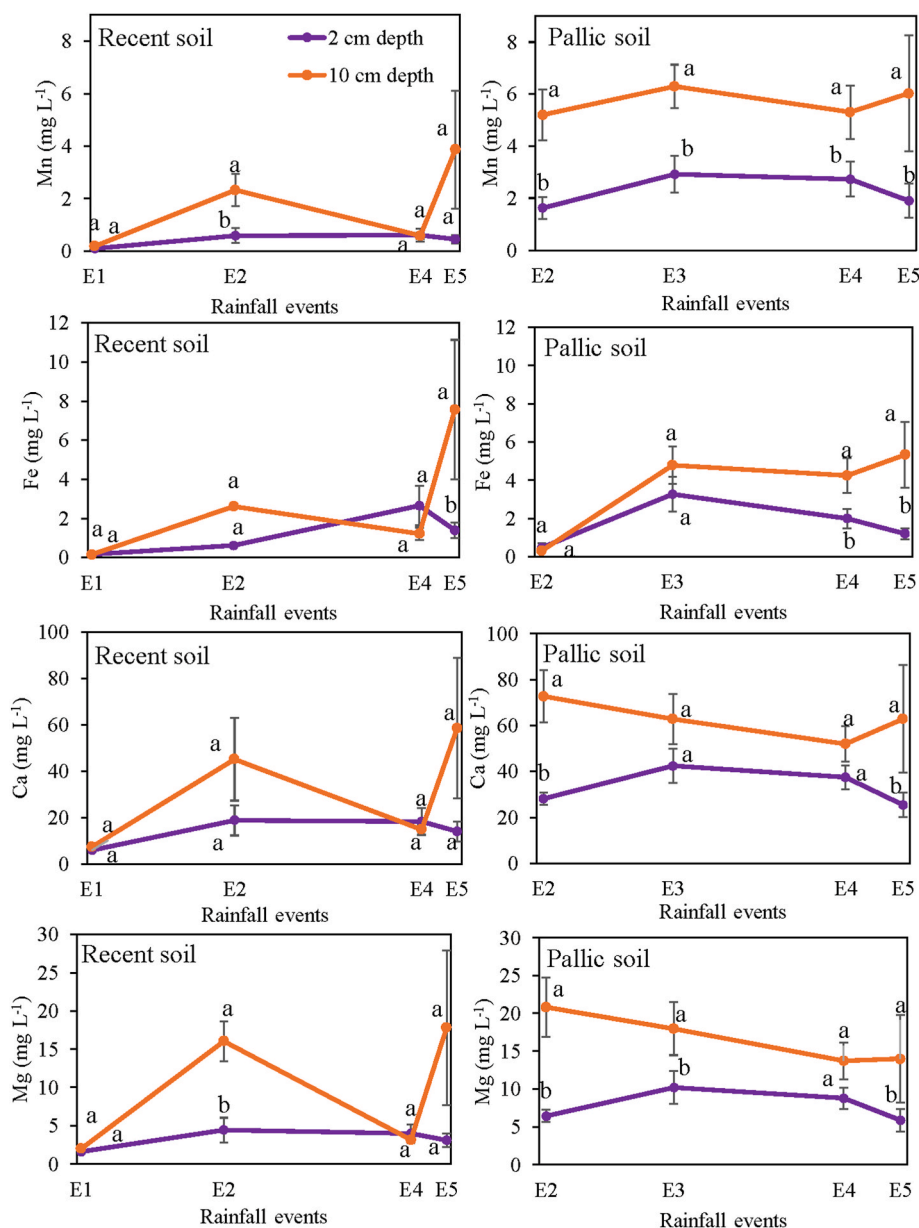 Recent soil
2 cm depth
10 cm depth
Mn (mg L-1)
8
6
4
2
0
a a
a
b
a
a
a
a
E1 E2 E4 E5
Rainfall events
Pallic soil
Mn (mg L-1)
8
6
4
2
0
a a a a
b b b b
E2 E3 E4 E5
Rainfall events
Recent soil
Fe (mg L-1)
12
10
8
6
4
2
0
a a
a
a
a
a
a
b
E1 E2 E4 E5
Rainfall events
Pallic soil
Fe (mg L-1)
12
10
8
6
4
2
0
a a
a
a
a
b
a
b
E2 E3 E4 E5
Rainfall events
Recent soil
Ca (mg L-1)
100
80
60
40
20
0
a
a
a
a
a
a
a
a
E1 E2 E4 E5
Rainfall events
Pallic soil
Ca (mg L-1)
100
80
60
40
20
0
a a a a
b a a b
E2 E3 E4 E5
Rainfall events
Recent soil
Mg (mg L-1)
30
25
20
15
10
5
0
a a
a
b
a
a
a
a
E1 E2 E4 E5
Rainfall events
Pallic soil
Mg (mg L-1)
30
25
20
15
10
5
0
a a a a
b b a b
E2 E3 E4 E5
Rainfall events